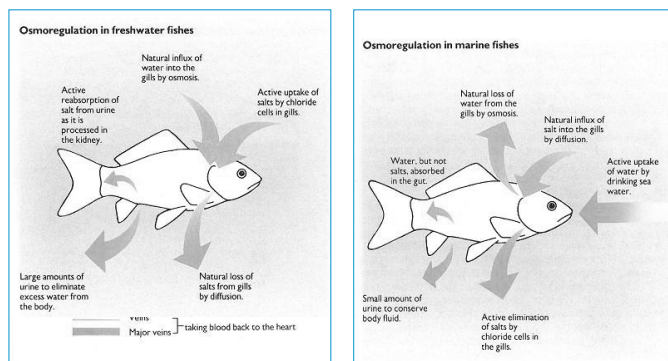 Osmoregulation in freshwater fishes
Natural influx of
water into the
gills by osmosis.
Active
reabsorption of
salt from urine
as it is
processed in
the kidney.
Active uptake of
salts by chloride
cells in gills.
Large amounts of
urine to eliminate
excess water from
the body.
Natural loss of
salts from gills
by diffusion.
Veins
Major veins
taking blood back to the heart
Osmoregulation in marine fishes
Natural loss of
water from the
gills by osmosis.
Natural influx of
salt into the gills
by diffusion.
Water, but not
salts, absorbed
in the gut.
Active uptake
of water by
drinking sea
water.
Small amount of
urine to conserve
body fluid.
Active elimination
of salts by
chloride cells in
the gills.